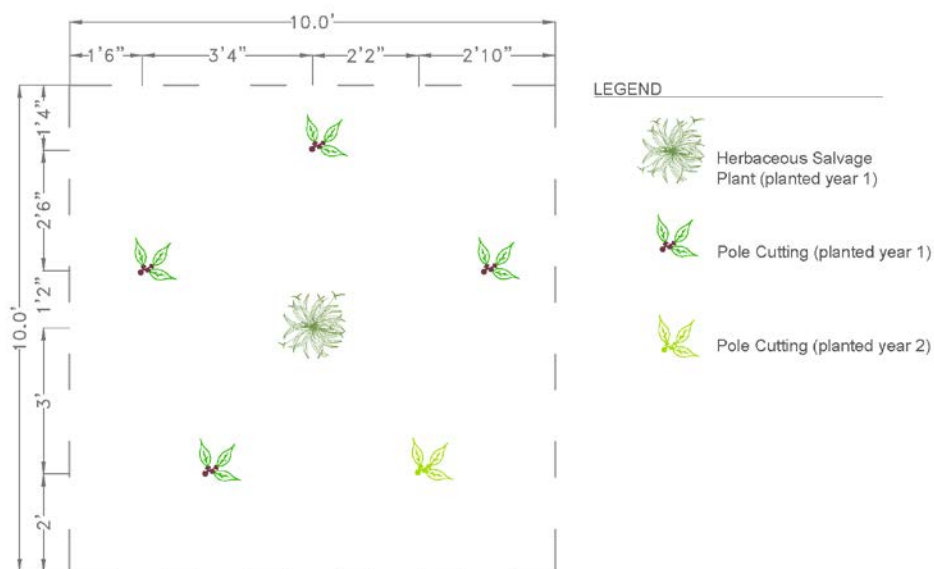 10.0'
1'6" 3'4" 2'2" 2'10"
LEGEND
1'4"
Herbaceous Salvage
Plant (planted year 1)
2'6"
Pole Cutting (planted year 1)
1'2"
10.0'
Pole Cutting (planted year 2)
3'
2'